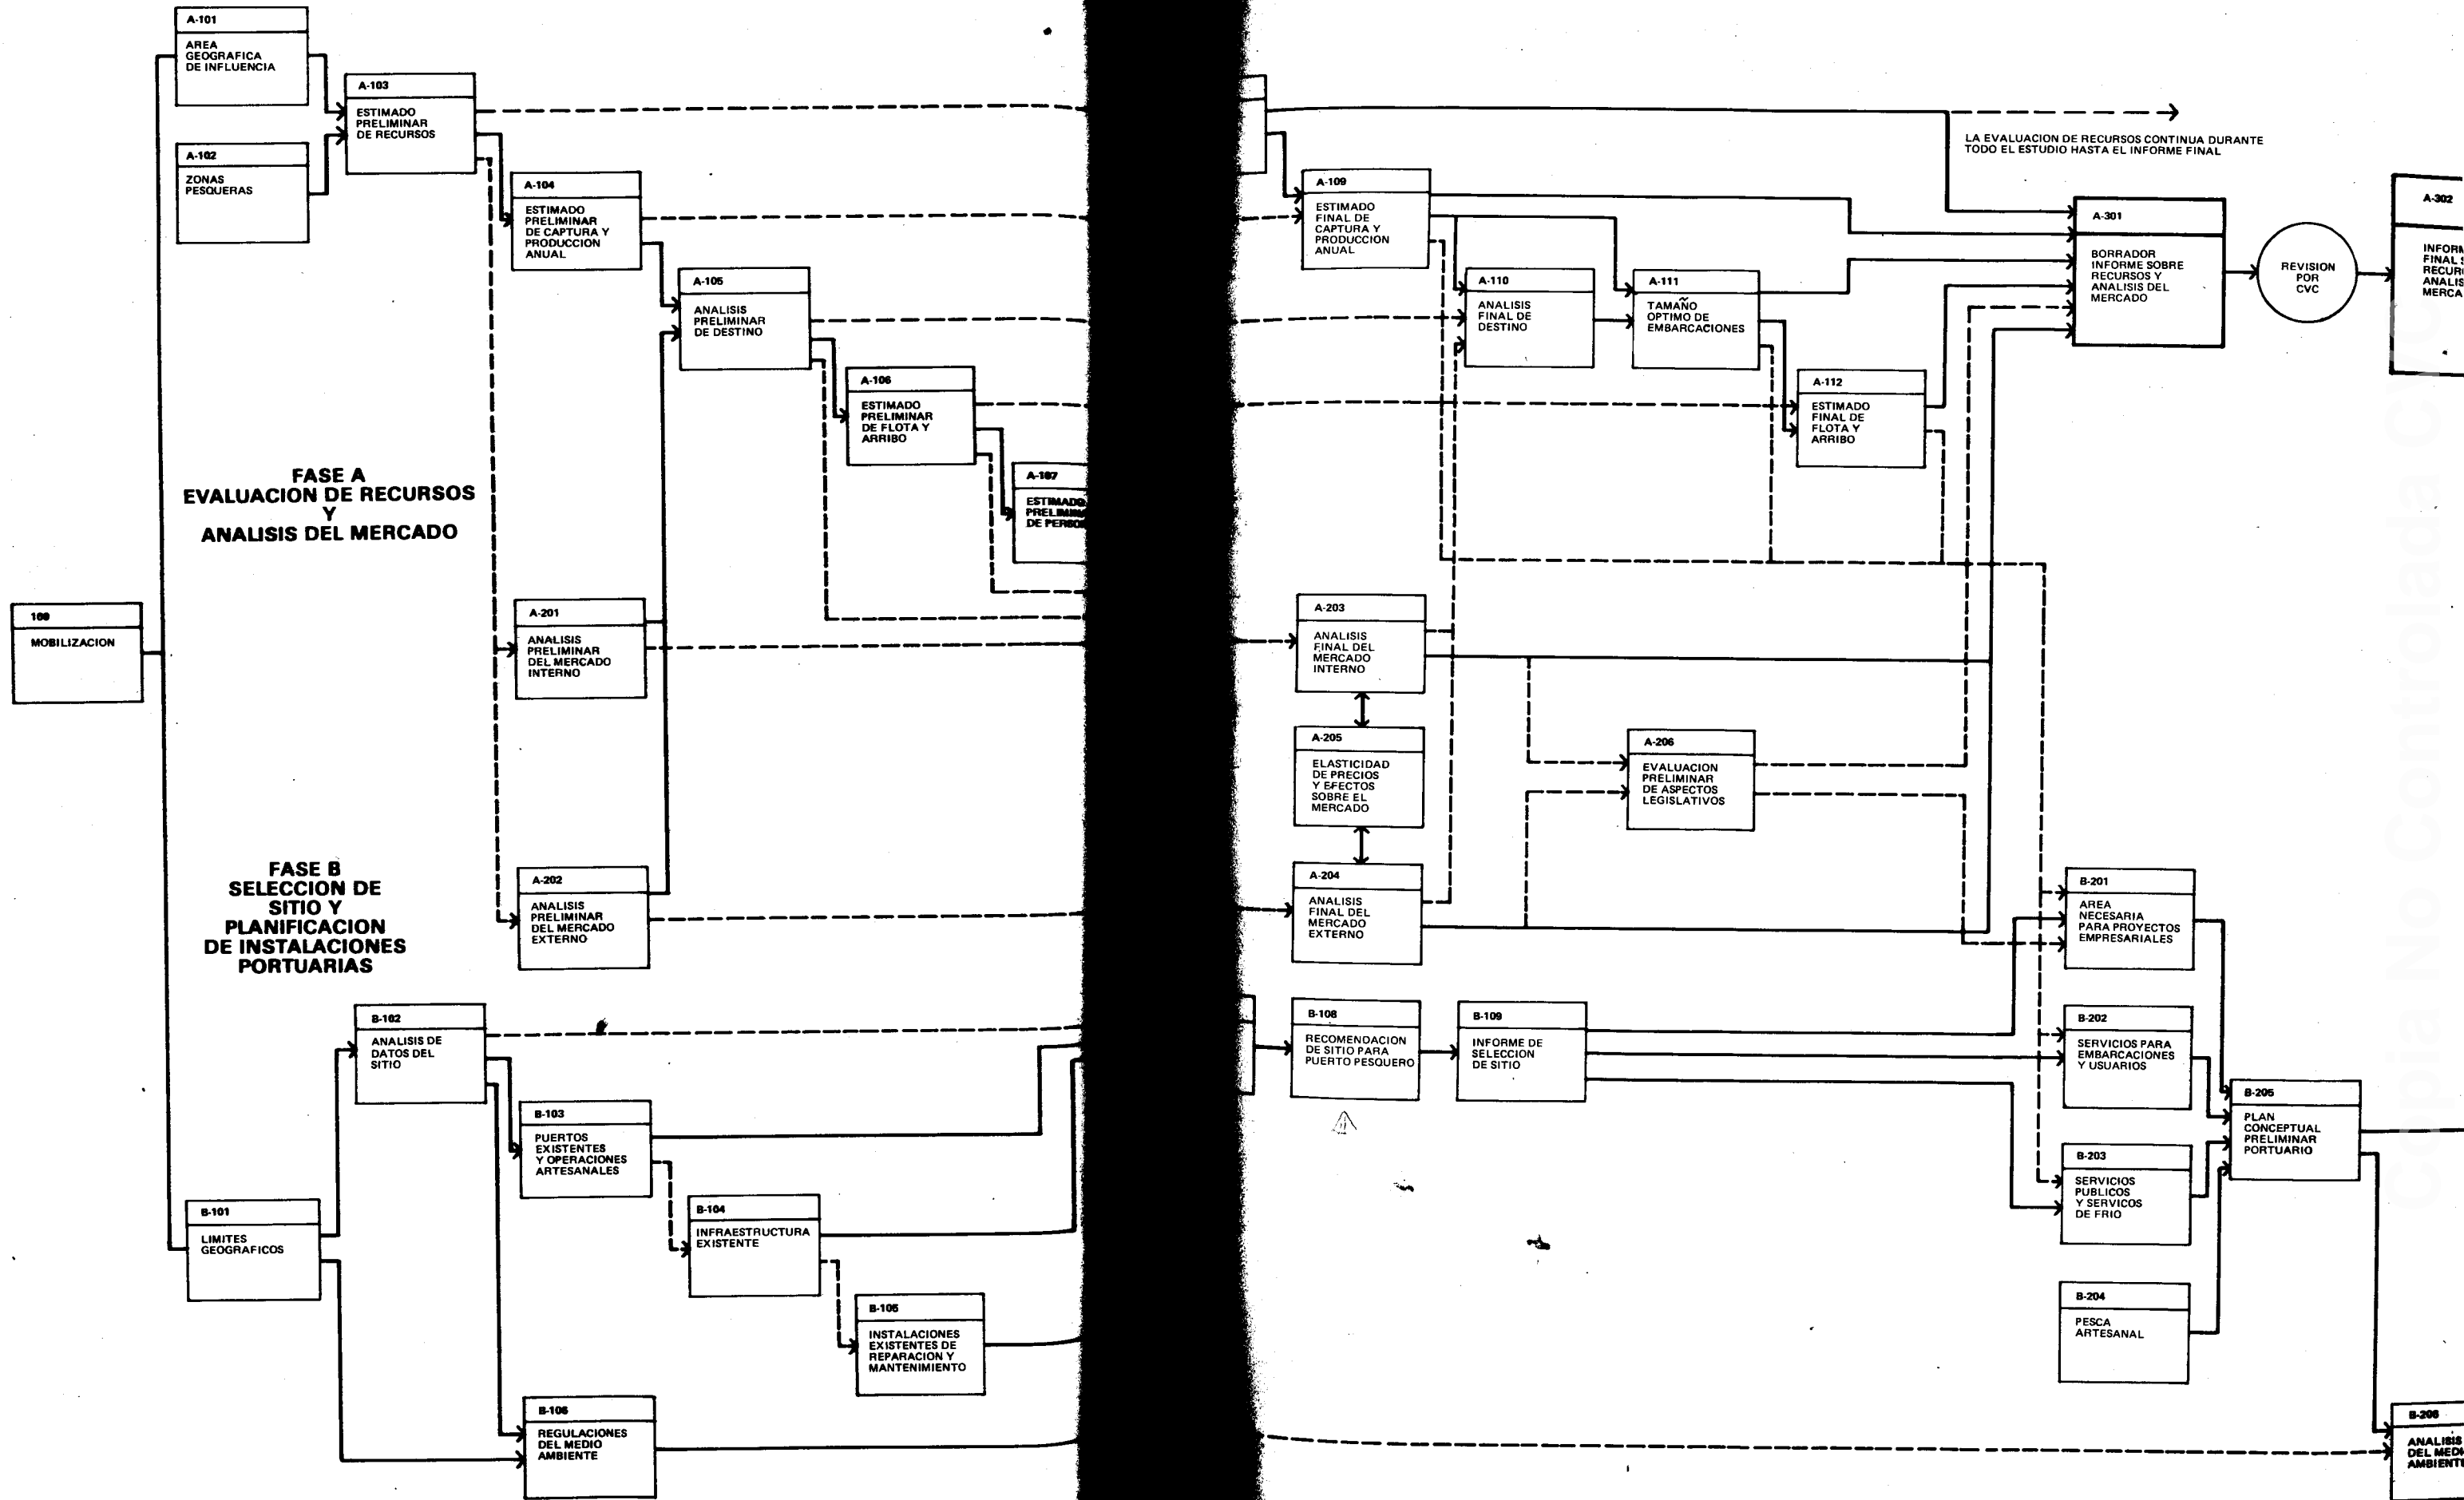 A-101
AREA
GEOGRAFICA
DE INFLUENCIA
A-102
ZONAS
PESQUERAS
A-103
ESTIMADO
PRELIMINAR
DE RECURSOS
A-104
ESTIMADO
PRELIMINAR
DE CAPTURA Y
PRODUCCION
ANUAL
A-105
ANALISIS
PRELIMINAR
DE DESTINO
A-106
ESTIMADO
PRELIMINAR
DE FLOTA Y
ARRIBO
A-107
ESTIMADO
FASE A
EVALUACION DE RECURSOS
Y
ANALISIS DEL MERCADO
MOBILIZACION
A-201
ANALISIS
PRELIMINAR
DEL MERCADO
INTERNO
A-202
ANALISIS
PRELIMINAR
DEL MERCADO
EXTERNO
FASE B
SELECCION DE
SITIO Y
PLANIFICACION
DE INSTALACIONES
PORTUARIAS
B-102
ANALISIS DE
DATOS DEL
SITIO
B-103
PUERTOS
EXISTENTES
Y OPERACIONES
ARTESANALES
B-101
LIMITES
GEOGRAFICOS
B-104
INFRAESTRUCTURA
EXISTENTE
B-105
INSTALACIONES
EXISTENTES DE
REPARACION Y
MANTENIMIENTO
B-106
REGULACIONES
DEL MEDIO
AMBIENTE
LA EVALUACION DE RECURSOS CONTINUA DURANTE
TODO EL ESTUDIO HASTA EL INFORME FINAL
A-109
ESTIMADO
FINAL DE
CAPTURA Y
PRODUCCION
ANUAL
A-110
ANALISIS
FINAL DE
DESTINO
A-111
TAMAÑO
OPTIMO DE
EMBARCACIONES
A-112
ESTIMADO
FINAL DE
FLOTA Y
ARRIBO
A-301
BORRADOR
INFORME SOBRE
RECURSOS Y
ANALISIS DEL
MERCADO
REVISION
POR
CVC
A-302
FINAL
A-203
ANALISIS
FINAL DEL
MERCADO
INTERNO
A-205
ELASTICIDAD
DE PRECIOS
Y EFECTOS
SOBRE EL
MERCADO
A-204
ANALISIS
FINAL DEL
MERCADO
EXTERNO
A-206
EVALUACION
PRELIMINAR
DE ASPECTOS
LEGISLATIVOS
B-108
RECOMENDACION
DE SITIO PARA
PUERTO PESQUERO
B-109
INFORME DE
SELECCION
DE SITIO
B-201
AREA
NECESARIA
PARA PROYECTOS
EMPRESARIALES
B-202
SERVICIOS PARA
EMBARCACIONES
Y USUARIOS
B-203
SERVICIOS
PUBLICOS
Y SERVICOS
DE FRIO
B-204
PESCA
ARTESANAL
B-205
PLAN
CONCEPTUAL
PRELIMINAR
PORTUARIO
B-206
ANALISIS
DEL
AMBIENTE
Copia No Controlada CVC